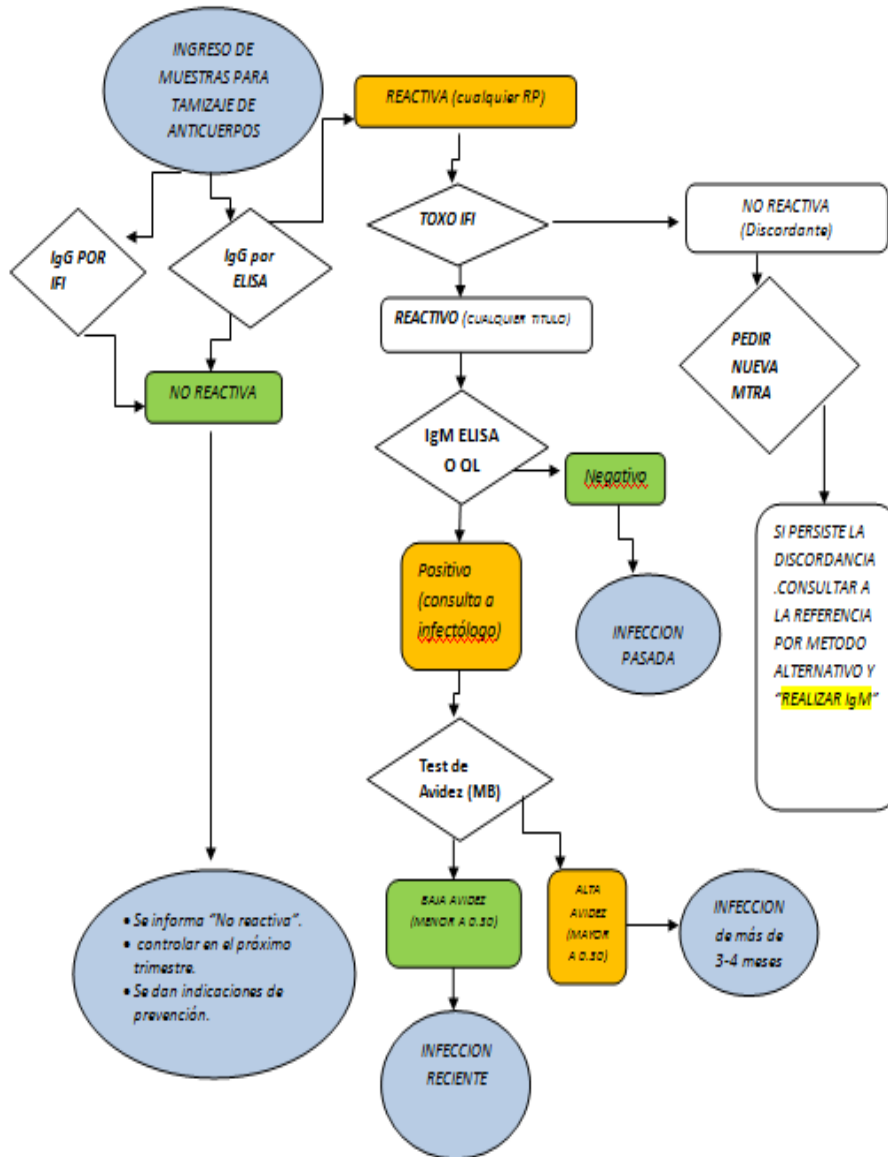 INGRESO DE
MUESTRAS PARA
TAMIZAJE DE
ANTICUERPOS
REACTIVA (cualquier RP)
TOXO IFI
NO REACTIVA
(Discordante)
IgG POR
IFI
IgG por
ELISA
REACTIVO (CUALQUIER TITULO)
PEDIR
NUEVA
MTRA
NO REACTIVA
IgM ELISA
O QL
Negativo
SI PERSISTE LA
DISCORDANCIA
.CONSULTAR A
LA REFERENCIA
POR METODO
ALTERNATIVO Y
“REALIZAR IgM”
Positivo
(consulta a
infectólogo)
INFECCION
PASADA
Test de
Avidez (MB)
BAJA AVIDEZ
(MENOR A 0.30)
ALTA
AVIDEZ
(MAYOR
A 0.30)
INFECCION
de más de
3-4 meses
• Se informa “No reactiva”.
• controlar en el próximo
trimestre.
• Se dan indicaciones de
prevención.
INFECCION
RECIENTE